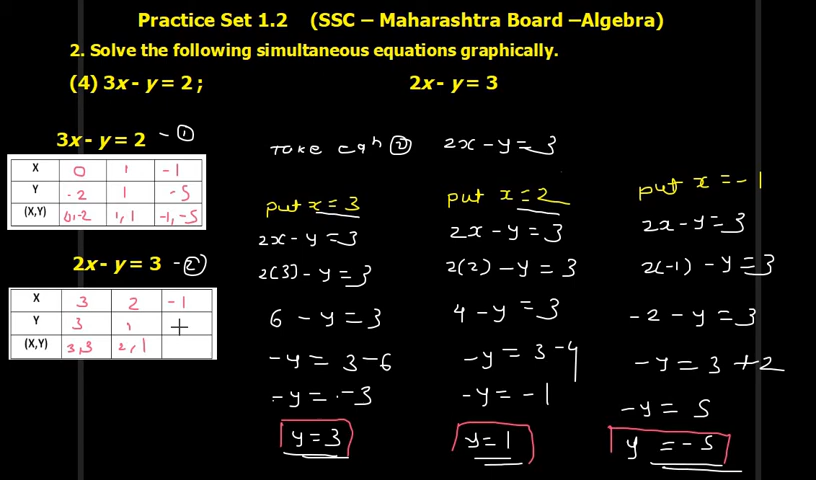 Practice Set 1.2 (SSC – Maharashtra Board –Algebra)
2. Solve the following simultaneous equations graphically.
(4) 3x - y = 2 ; 2x - y = 3
3x - y = 2 - ①
X 0 1 -1
Y -2 1 -5
(X,Y) 0,-2 1,1 -1,-5
2x - y = 3 - ②
X 3 2 -1
Y 3 1
(X,Y) 3,3 2,1
Take eqn ② 2x - y = 3
put x = 3
2x - y = 3
2(3) - y = 3
6 - y = 3
-y = 3 - 6
-y = -3
y = 3
put x = 2
2x - y = 3
2(2) - y = 3
4 - y = 3
-y = 3 - 4
-y = -1
y = 1
put x = -1
2x - y = 3
2(-1) - y = 3
-2 - y = 3
-y = 3 + 2
-y = 5
y = -5